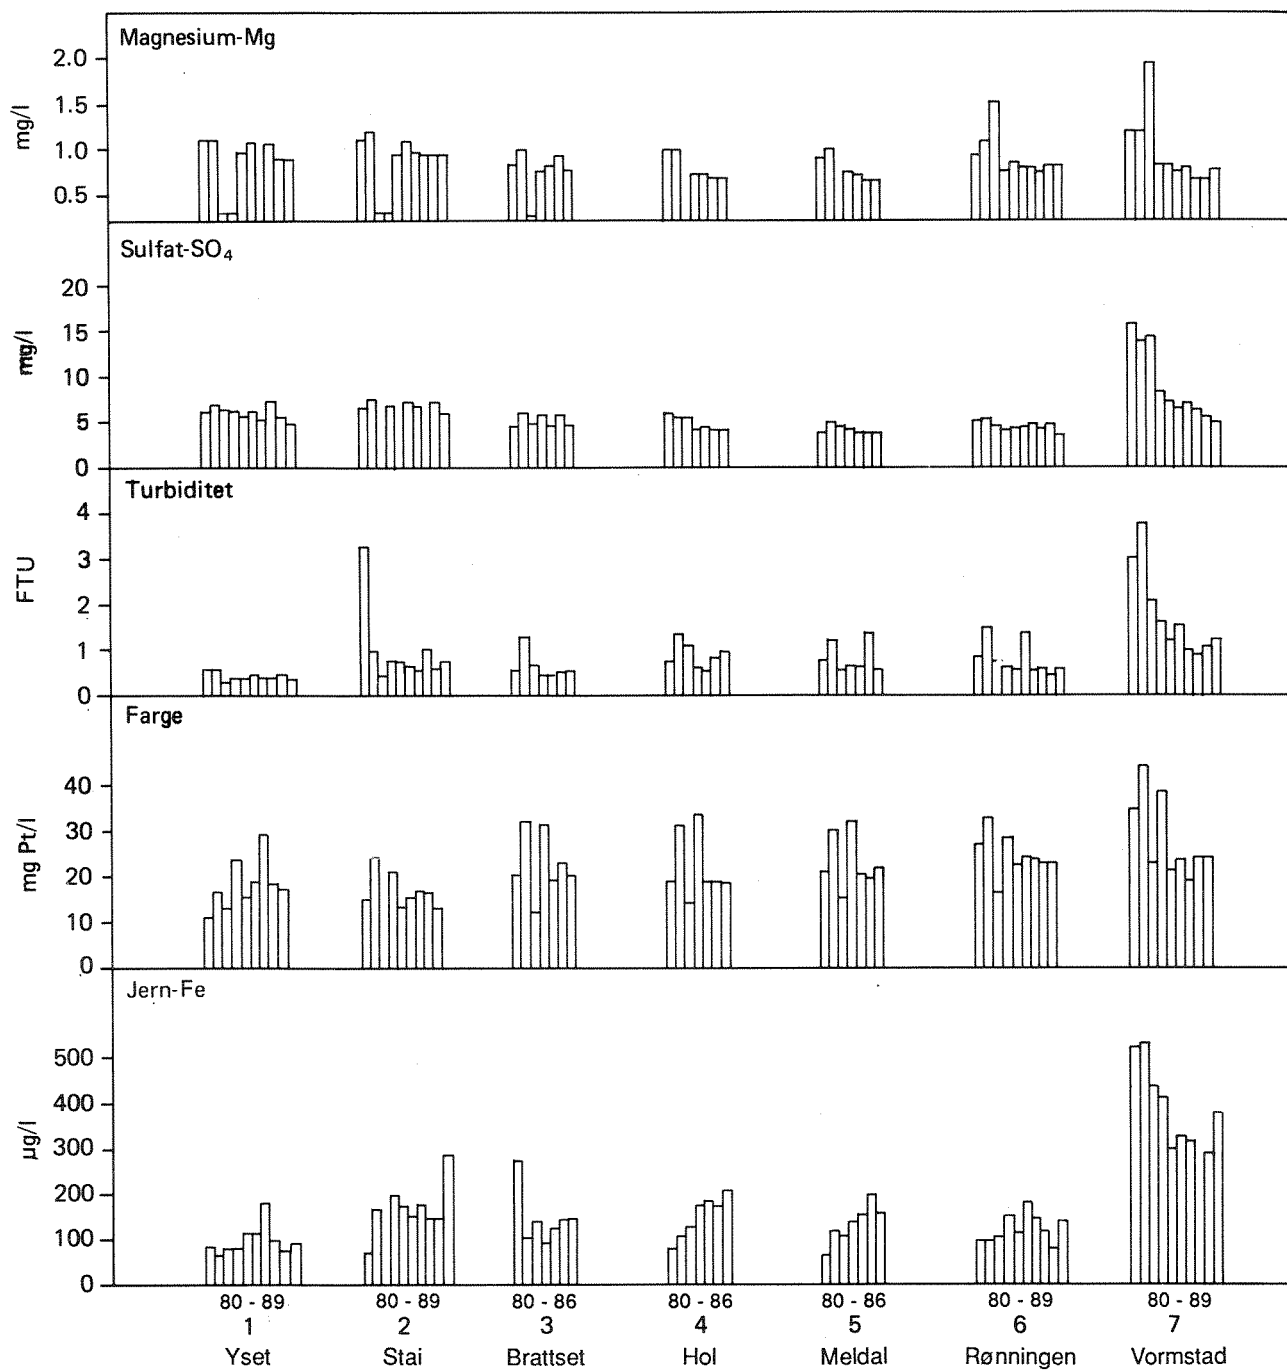 Magnesium-Mg
mg/l
2.0
1.5
1.0
0.5
Sulfat-SO₄
mg/l
20
15
10
5
0
Turbiditet
FTU
4
3
2
1
0
Farge
mg Pt/l
40
30
20
10
0
Jern-Fe
µg/l
500
400
300
200
100
0
80 - 89 80 - 89 80 - 86 80 - 86 80 - 86 80 - 89 80 - 89
1 2 3 4 5 6 7
Yset Stai Brattset Hol Meldal Rønningen Vormstad